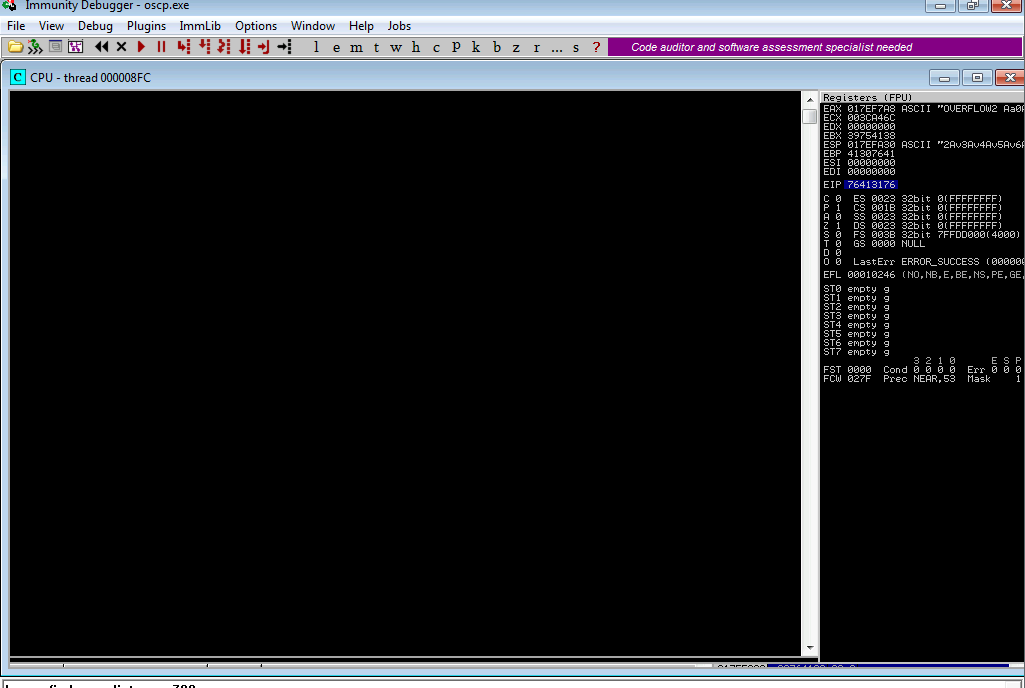 Immunity Debugger - oscp.exe
File View Debug Plugins ImmLib Options Window Help Jobs
l e m t w h c P k b z r ... s ? Code auditor and software assessment specialist needed
C CPU - thread 000008FC
Registers (FPU)
EAX 017EF7A8 ASCII "OVERFLOW2 Aa0A
ECX 003CA46C
EDX 00000000
EBX 39754138
ESP 017EFA30 ASCII "2Av3Av4Av5Av6A
EBP 41307641
ESI 00000000
EDI 00000000
EIP 76413176
C 0 ES 0023 32bit 0(FFFFFFFF)
P 1 CS 001B 32bit 0(FFFFFFFF)
A 0 SS 0023 32bit 0(FFFFFFFF)
Z 1 DS 0023 32bit 0(FFFFFFFF)
S 0 FS 003B 32bit 7FFDD000(4000)
T 0 GS 0000 NULL
D 0
O 0 LastErr ERROR_SUCCESS (000000
EFL 00010246 (NO,NB,E,BE,NS,PE,GE,
ST0 empty g
ST1 empty g
ST2 empty g
ST3 empty g
ST4 empty g
ST5 empty g
ST6 empty g
ST7 empty g
3 2 1 0 E S P
FST 0000 Cond 0 0 0 0 Err 0 0 0
FCW 027F Prec NEAR,53 Mask 1